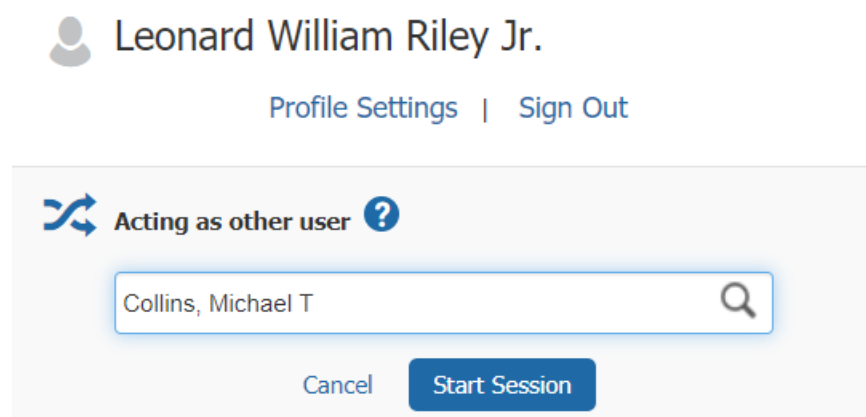 Leonard William Riley Jr.
Profile Settings | Sign Out
Acting as other user ?
Collins, Michael T
Cancel Start Session